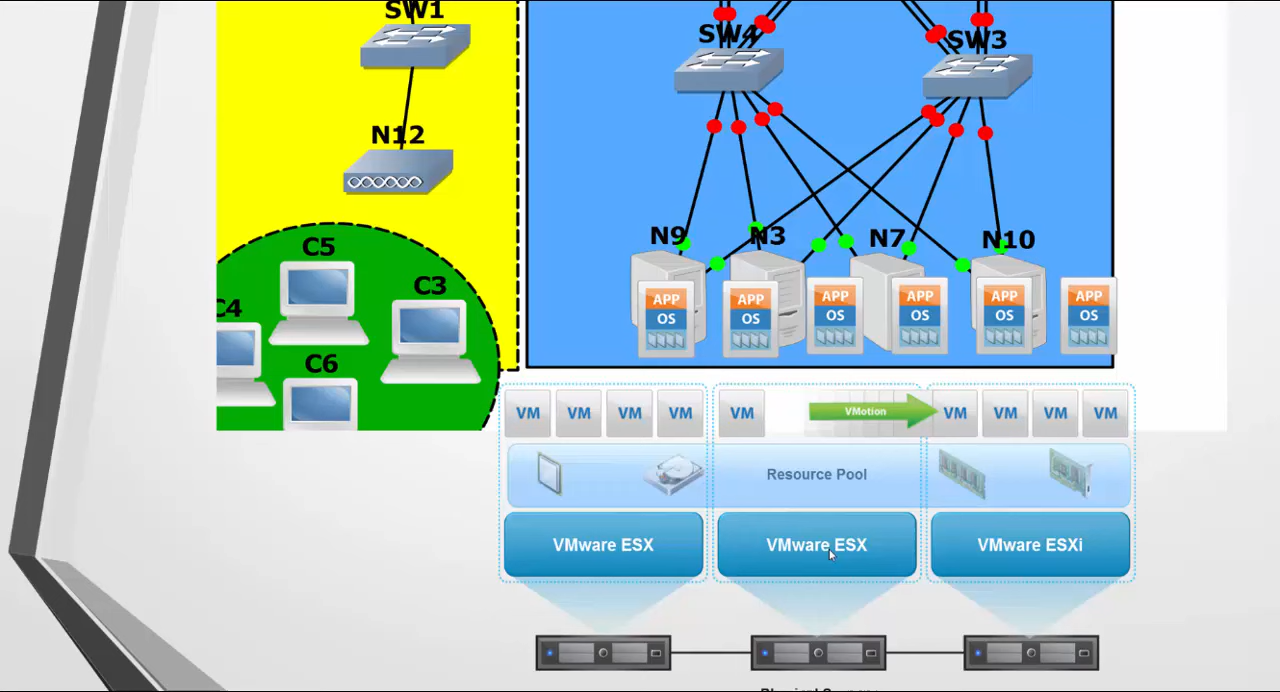 SW1
SW4
SW3
N12
N9
N3
N7
N10
C5
C3
C4
C6
APP
OS
APP
OS
APP
OS
APP
OS
APP
OS
APP
OS
VM VM VM VM VM VMotion VM VM VM VM
Resource Pool
VMware ESX VMware ESX VMware ESXi